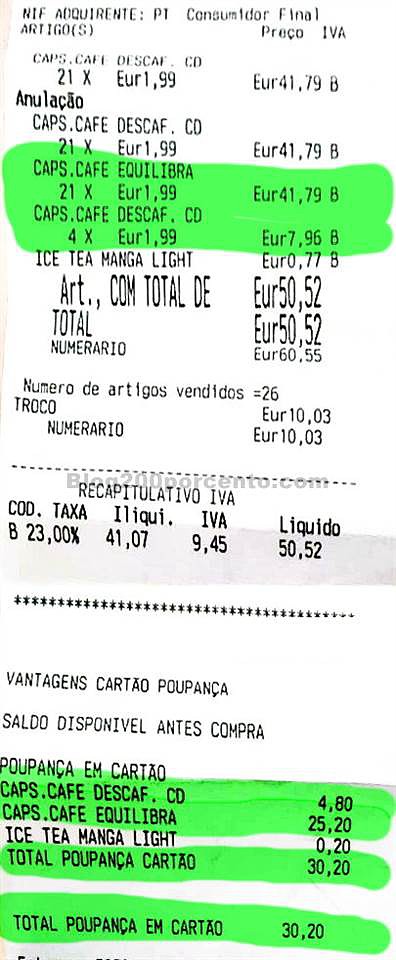 NIF ADQUIRENTE: PT Consumidor Final
ARTIGO(S) Preço IVA
CAPS.CAFE DESCAF. CD
21 X Eur1,99 Eur41,79 B
Anulação
CAPS.CAFE DESCAF. CD
21 X Eur1,99 Eur41,79 B
CAPS.CAFE EQUILIBRA
21 X Eur1,99 Eur41,79 B
CAPS.CAFE DESCAF. CD
4 X Eur1,99 Eur7,96 B
ICE TEA MANGA LIGHT Eur0,77 B
Art., COM TOTAL DE Eur50,52
TOTAL Eur50,52
NUMERARIO Eur60,55
Numero de artigos vendidos =26
TROCO Eur10,03
NUMERARIO Eur10,03
Blog200porcento.com
RECAPITULATIVO IVA
COD. TAXA Iliqui. IVA Liquido
B 23,00% 41,07 9,45 50,52
****************************************
VANTAGENS CARTÃO POUPANÇA
SALDO DISPONIVEL ANTES COMPRA
POUPANÇA EM CARTÃO
CAPS.CAFE DESCAF. CD 4,80
CAPS.CAFE EQUILIBRA 25,20
ICE TEA MANGA LIGHT 0,20
TOTAL POUPANÇA CARTÃO 30,20
TOTAL POUPANÇA EM CARTÃO 30,20